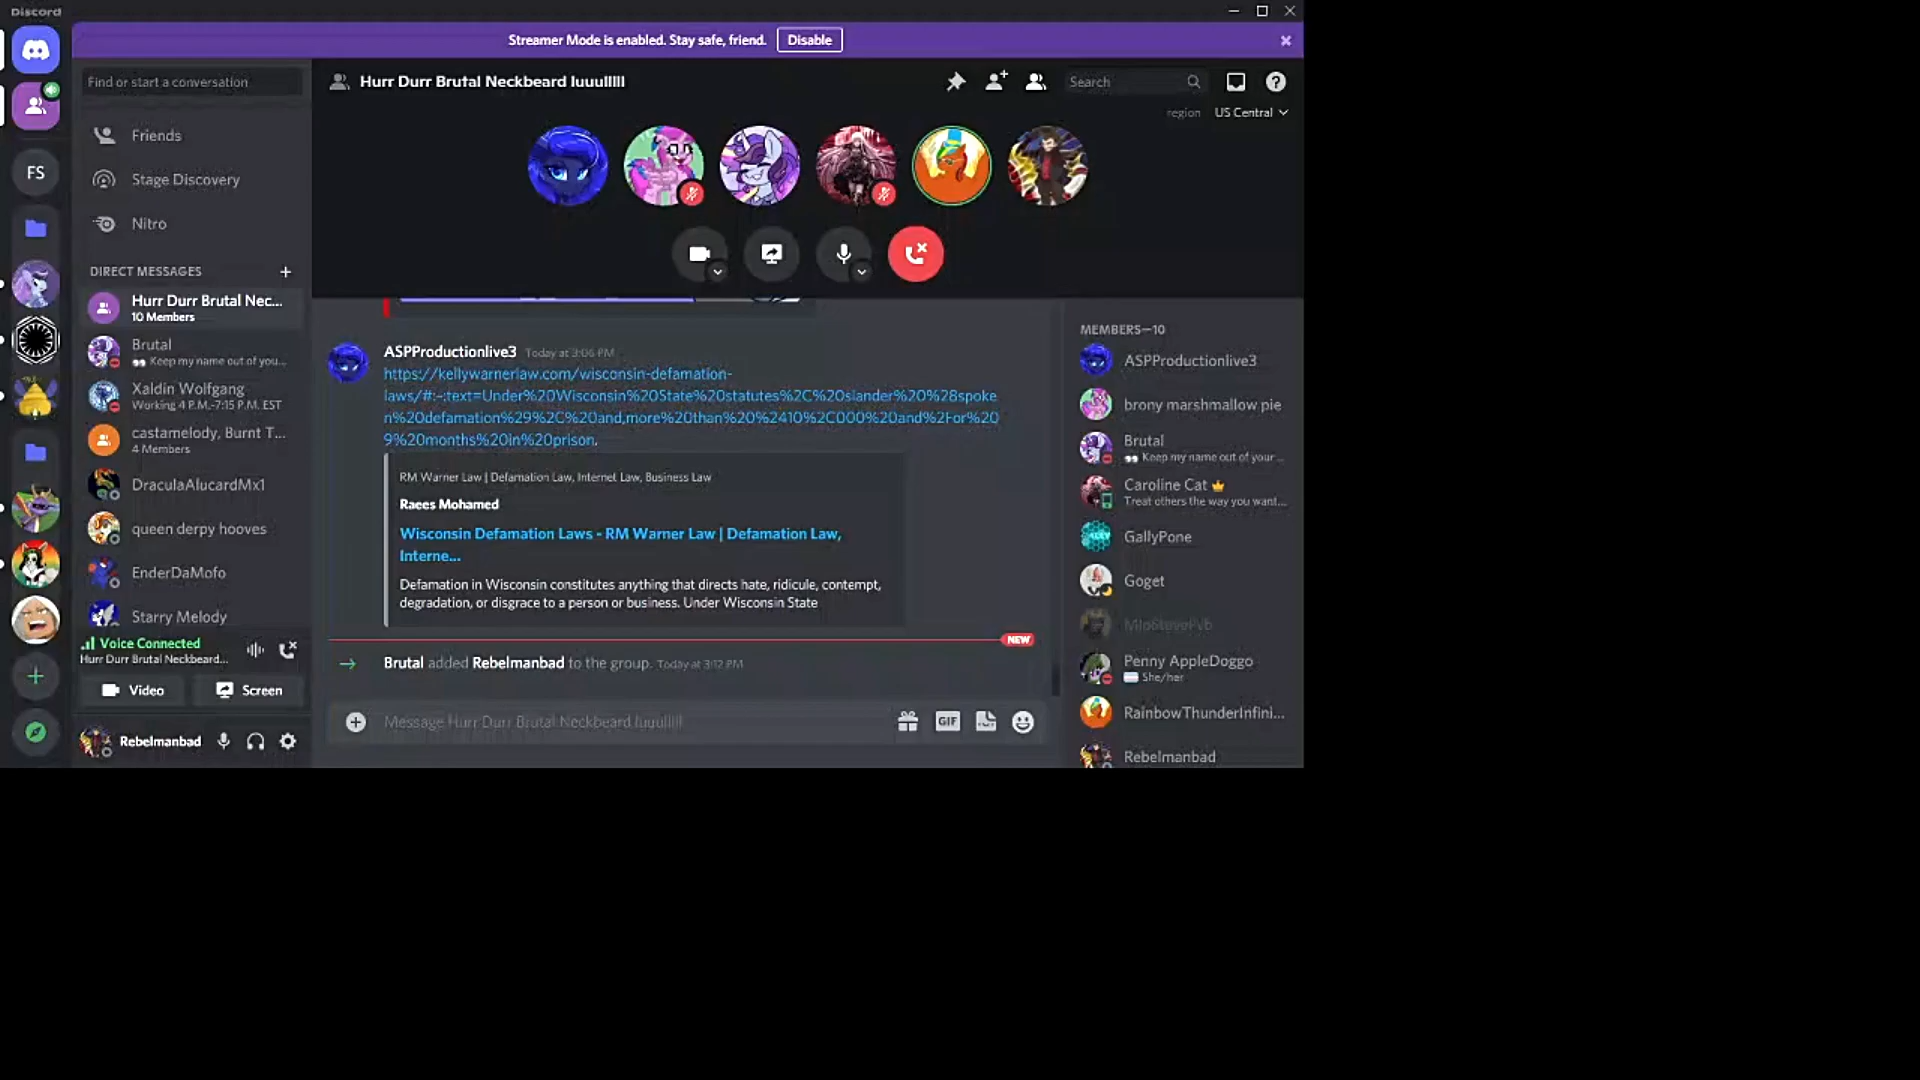 Discord
Streamer Mode is enabled. Stay safe, friend.
Disable
Find or start a conversation
Hurr Durr Brutal Neckbeard luuulllll
Search
region
US Central
Friends
FS
Stage Discovery
Nitro
DIRECT MESSAGES
Hurr Durr Brutal Nec...
10 Members
Brutal
Keep my name out of you...
Xaldin Wolfgang
Working 4 P.M.-7:15 P.M. EST
castamelody, Burnt T...
4 Members
DraculaAlucardMx1
queen derpy hooves
EnderDaMofo
Starry Melody
Voice Connected
Hurr Durr Brutal Neckbeard...
Video
Screen
Rebelmanbad
ASPProductionlive3 Today at 3:06 PM
https://kellywarnerlaw.com/wisconsin-defamation-
laws/#:~:text=Under%20Wisconsin%20State%20statutes%2C%20slander%20%28spoke
n%20defamation%29%2C%20and,more%20than%20%2410%2C000%20and%2For%20
9%20months%20in%20prison.
RM Warner Law | Defamation Law, Internet Law, Business Law
Raees Mohamed
Wisconsin Defamation Laws - RM Warner Law | Defamation Law,
Interne...
Defamation in Wisconsin constitutes anything that directs hate, ridicule, contempt,
degradation, or disgrace to a person or business. Under Wisconsin State
NEW
Brutal added Rebelmanbad to the group. Today at 3:12 PM
Message Hurr Durr Brutal Neckbeard luuulllll
GIF
MEMBERS—10
ASPProductionlive3
brony marshmallow pie
Brutal
Keep my name out of your...
Caroline Cat
Treat others the way you want...
GallyPone
Goget
Penny AppleDoggo
She/her
RainbowThunderInfini...
Rebelmanbad